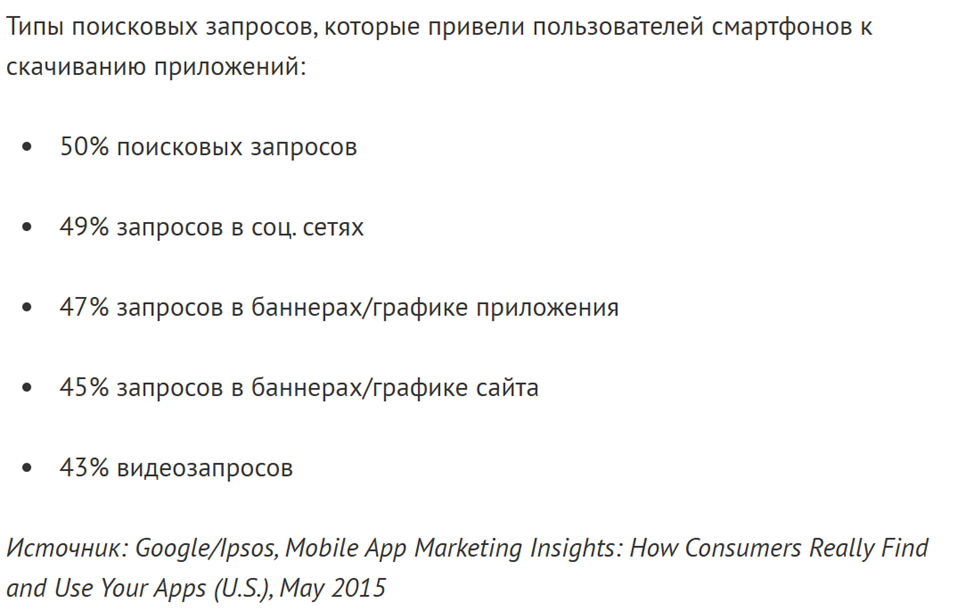 Типы поисковых запросов, которые привели пользователей смартфонов к
скачиванию приложений:
• 50% поисковых запросов
• 49% запросов в соц. сетях
• 47% запросов в баннерах/графике приложения
• 45% запросов в баннерах/графике сайта
• 43% видеозапросов
Источник: Google/Ipsos, Mobile App Marketing Insights: How Consumers Really Find
and Use Your Apps (U.S.), May 2015